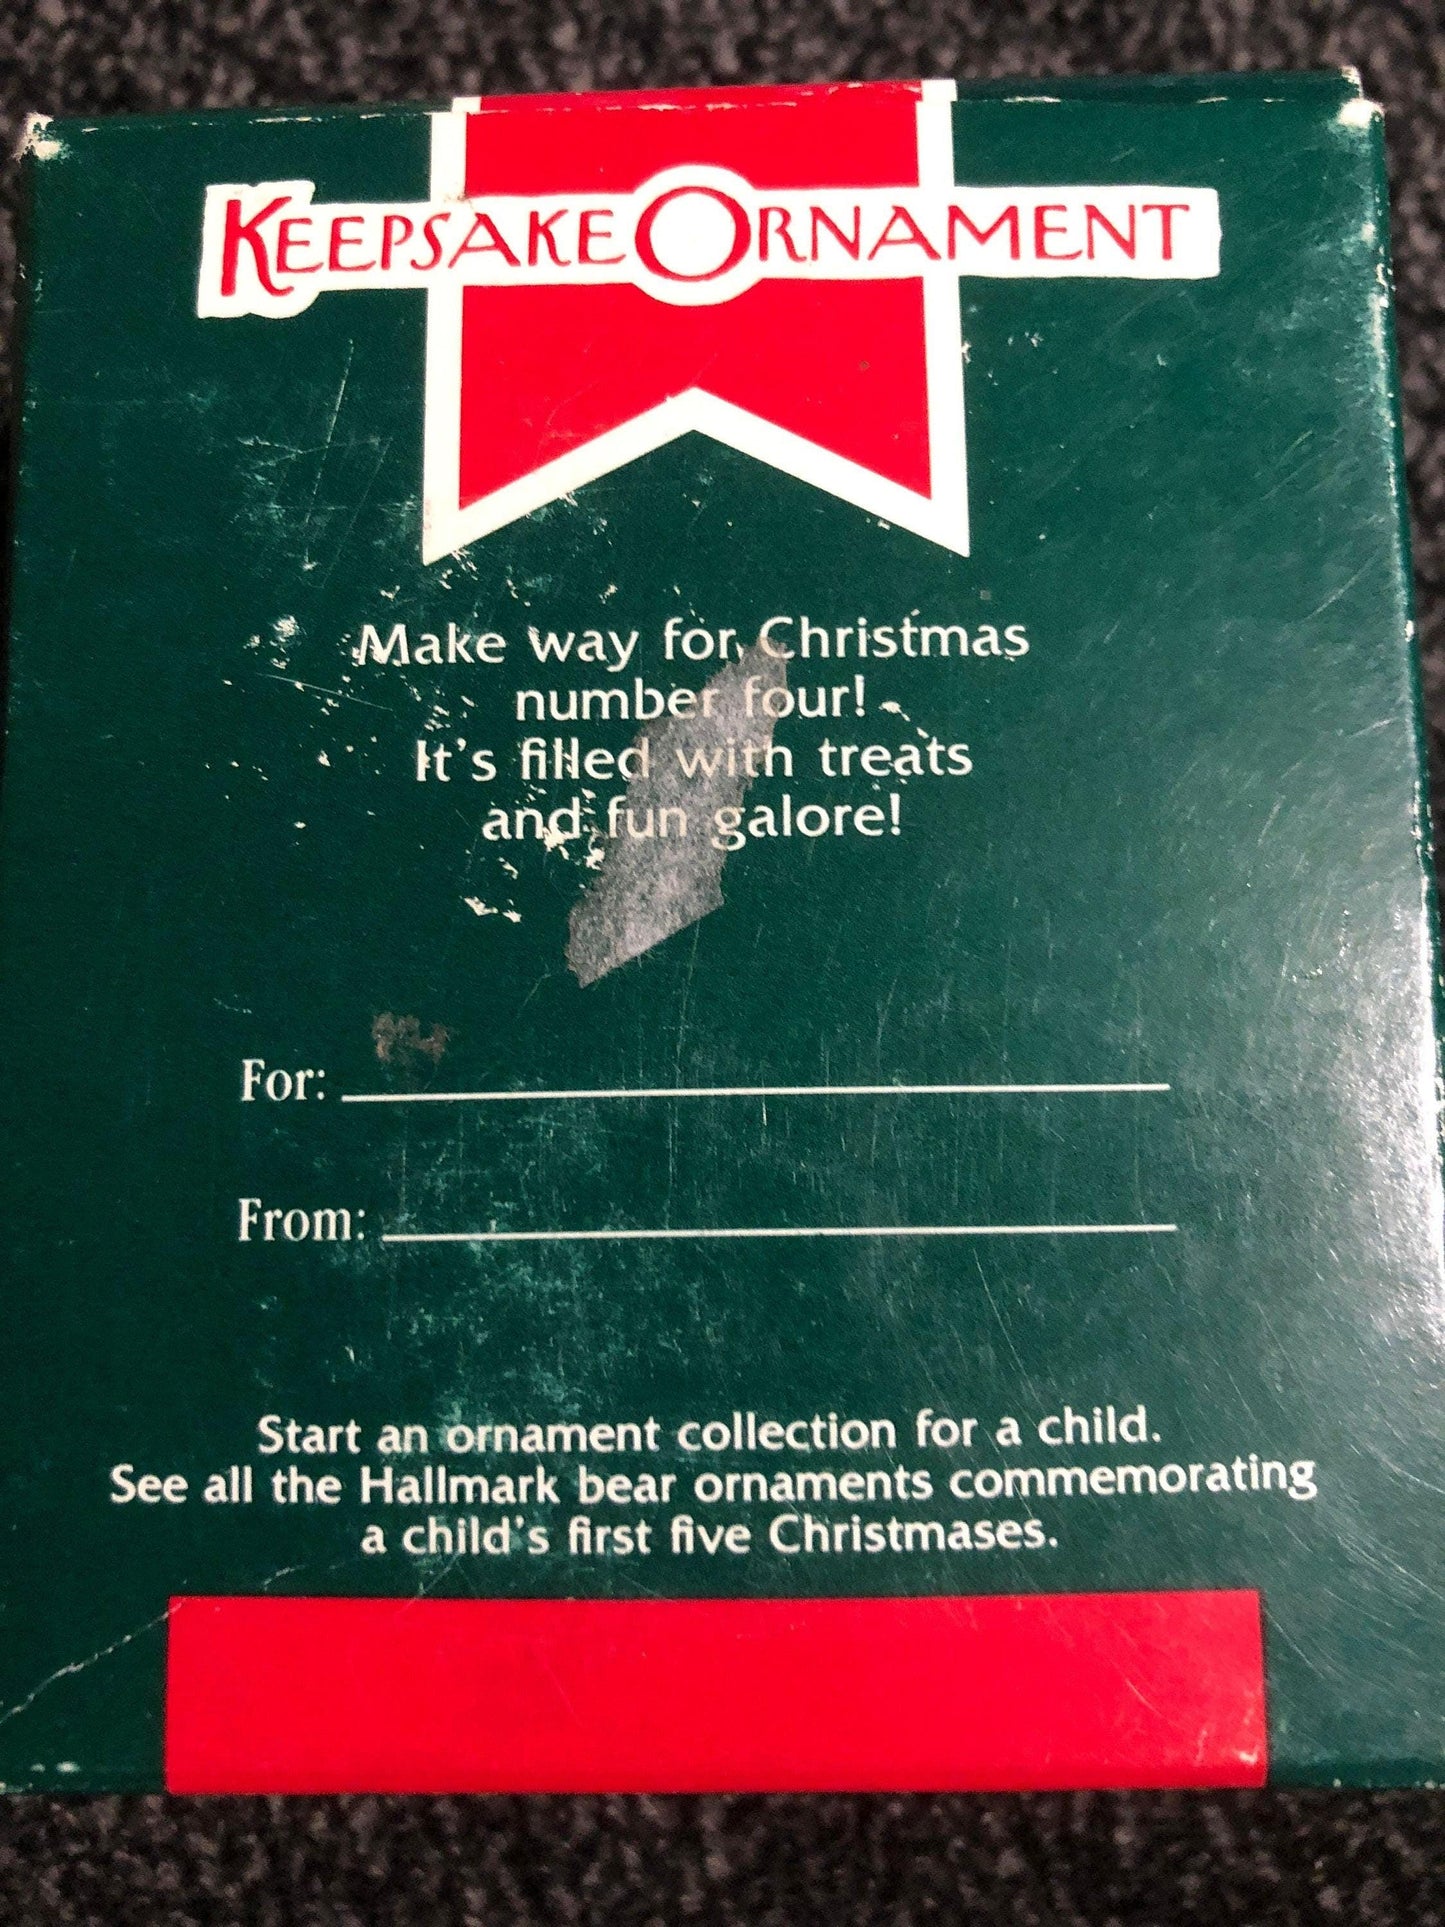 KEEPSAKE ORNAMENT
Make way for Christmas
number four!
It's filled with treats
and fun galore!
For:
From:
Start an ornament collection for a child.
See all the Hallmark bear ornaments commemorating
a child's first five Christmases.